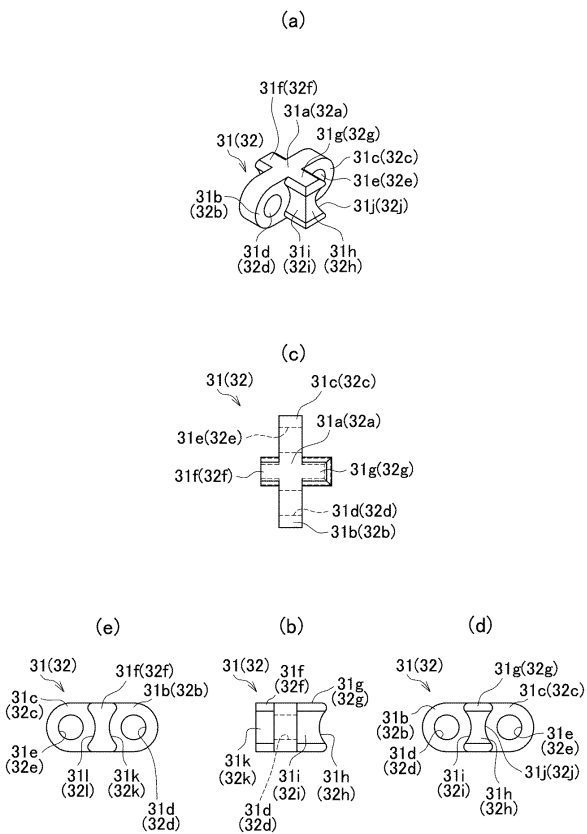 (a)
31f(32f)
31a(32a)
31g(32g)
31(32)
31c(32c)
31e(32e)
31b
(32b)
31j(32j)
31d
(32d)
31i
(32i)
31h
(32h)
(c)
31(32)
31c(32c)
31a(32a)
31e(32e)
31f(32f)
31g(32g)
31d(32d)
31b(32b)
(e)
31(32)
31f(32f)
31c
(32c)
31b(32b)
31e
(32e)
31l
(32l)
31k
(32k)
31d
(32d)
(b)
31(32)
31f
(32f)
31g
(32g)
31k
(32k)
31i
(32i)
31h
(32h)
31d
(32d)
(d)
31(32)
31g(32g)
31c(32c)
31b
(32b)
31d
(32d)
31e
(32e)
31i
(32i)
31j(32j)
31h
(32h)